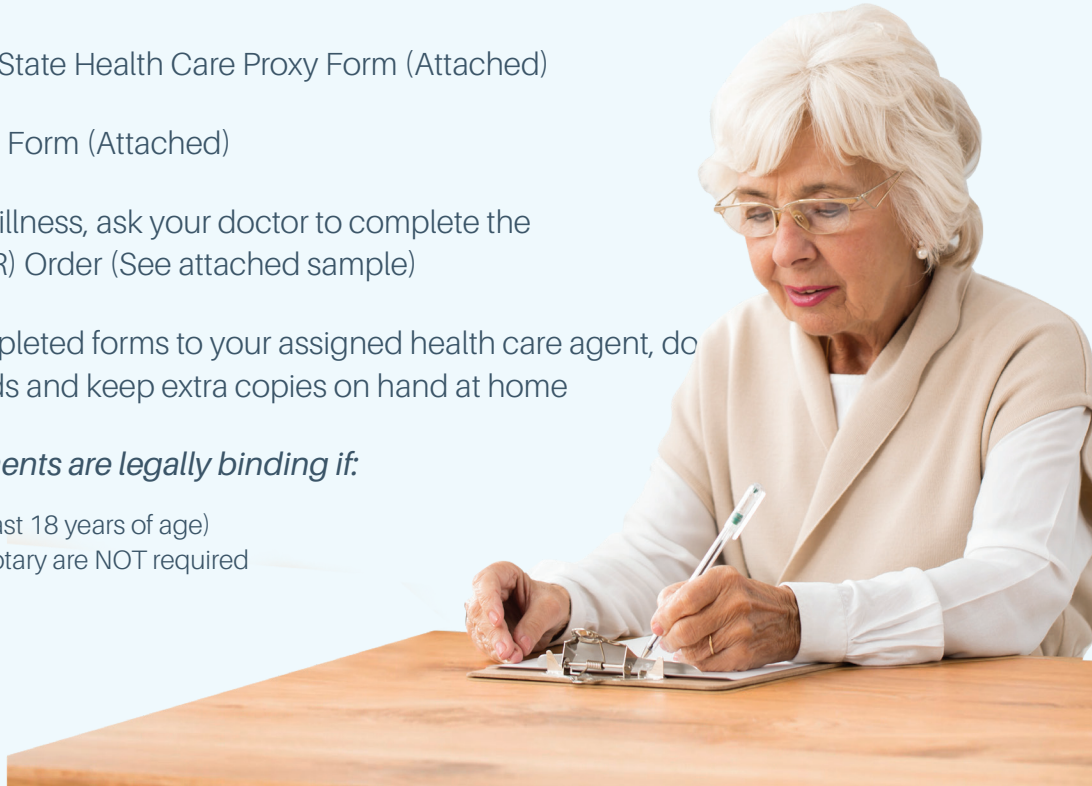 State Health Care Proxy Form (Attached)
Form (Attached)
illness, ask your doctor to complete the
R) Order (See attached sample)
pleted forms to your assigned health care agent, do
ds and keep extra copies on hand at home
ents are legally binding if:
ast 18 years of age)
otary are NOT required